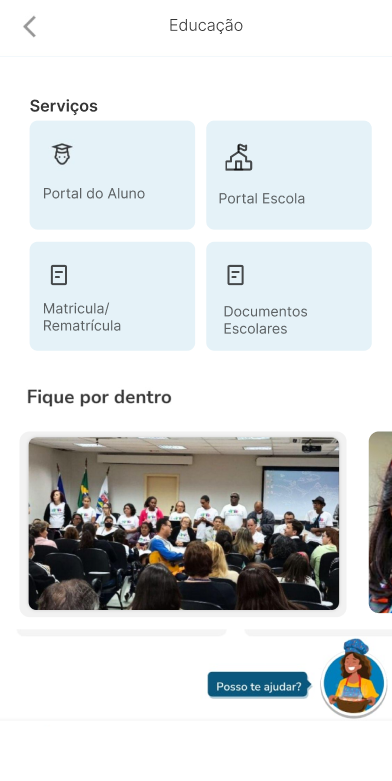 Educação
Serviços
Portal do Aluno
Portal Escola
Matricula/
Rematrícula
Documentos
Escolares
Fique por dentro
Posso te ajudar?